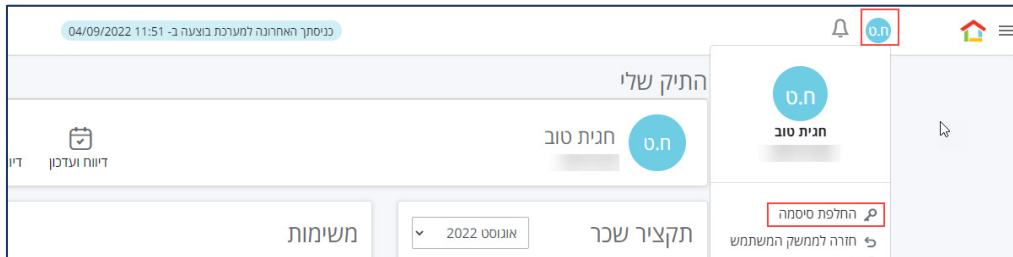 ח.ט
כניסתך האחרונה למערכת בוצעה ב- 11:51 04/09/2022
ח.ט
חגית טוב
החלפת סיסמה
חזרה לממשק המשתמש
התיק שלי
ח.ט
חגית טוב
דיווח ועדכון
דיו
תקציר שכר
אוגוסט 2022
משימות